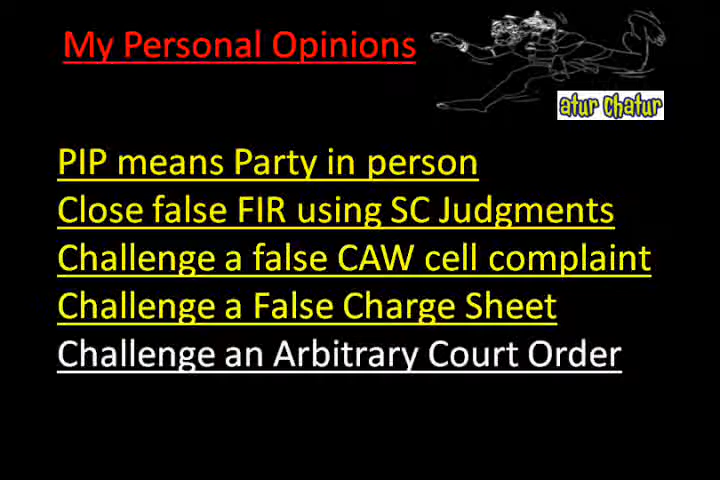 My Personal Opinions
atur chatur
PIP means Party in person
Close false FIR using SC Judgments
Challenge a false CAW cell complaint
Challenge a False Charge Sheet
Challenge an Arbitrary Court Order